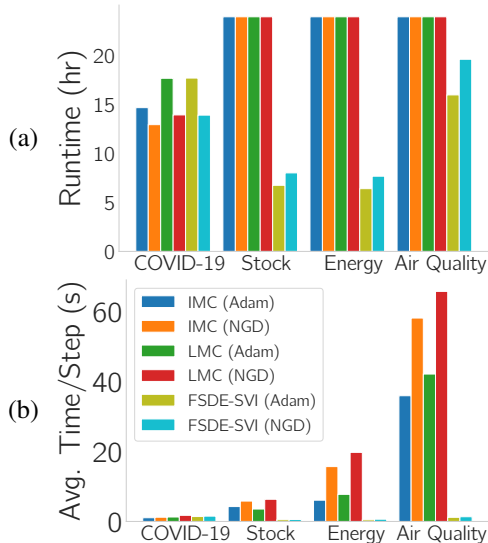 (a)
Runtime (hr)
20
15
10
5
0
COVID-19 Stock Energy Air Quality
(b)
Avg. Time/Step (s)
60
40
20
0
IMC (Adam)
IMC (NGD)
LMC (Adam)
LMC (NGD)
FSDE-SVI (Adam)
FSDE-SVI (NGD)
COVID-19 Stock Energy Air Quality